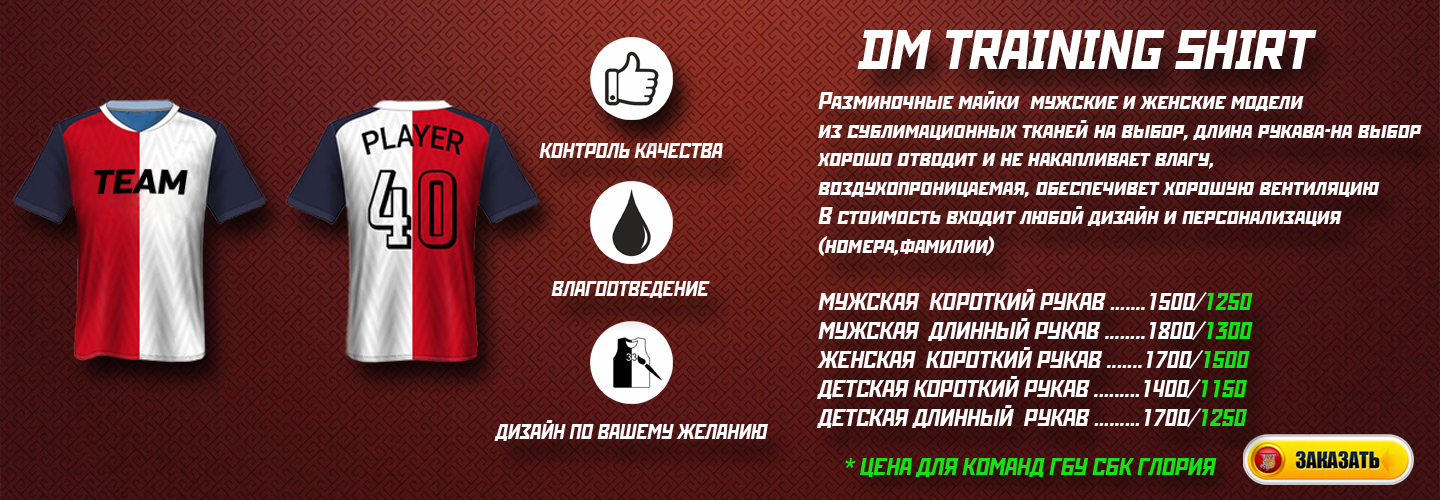 DM TRAINING SHIRT
Разминочные майки мужские и женские модели
из сублимационных тканей на выбор, длина рукава-на выбор
хорошо отводит и не накапливает влагу,
воздухопроницаемая, обеспечивет хорошую вентиляцию
В стоимость входит любой дизайн и персонализация
(номера,фамилии)
TEAM
PLAYER
40
КОНТРОЛЬ КАЧЕСТВА
ВЛАГООТВЕДЕНИЕ
33
ДИЗАЙН ПО ВАШЕМУ ЖЕЛАНИЮ
МУЖСКАЯ КОРОТКИЙ РУКАВ .......1500/1250
МУЖСКАЯ ДЛИННЫЙ РУКАВ .........1800/1300
ЖЕНСКАЯ КОРОТКИЙ РУКАВ .......1700/1500
ДЕТСКАЯ КОРОТКИЙ РУКАВ .........1400/1150
ДЕТСКАЯ ДЛИННЫЙ РУКАВ .........1700/1250
* ЦЕНА ДЛЯ КОМАНД ГБУ СБК ГЛОРИЯ
ЗАКАЗАТЬ